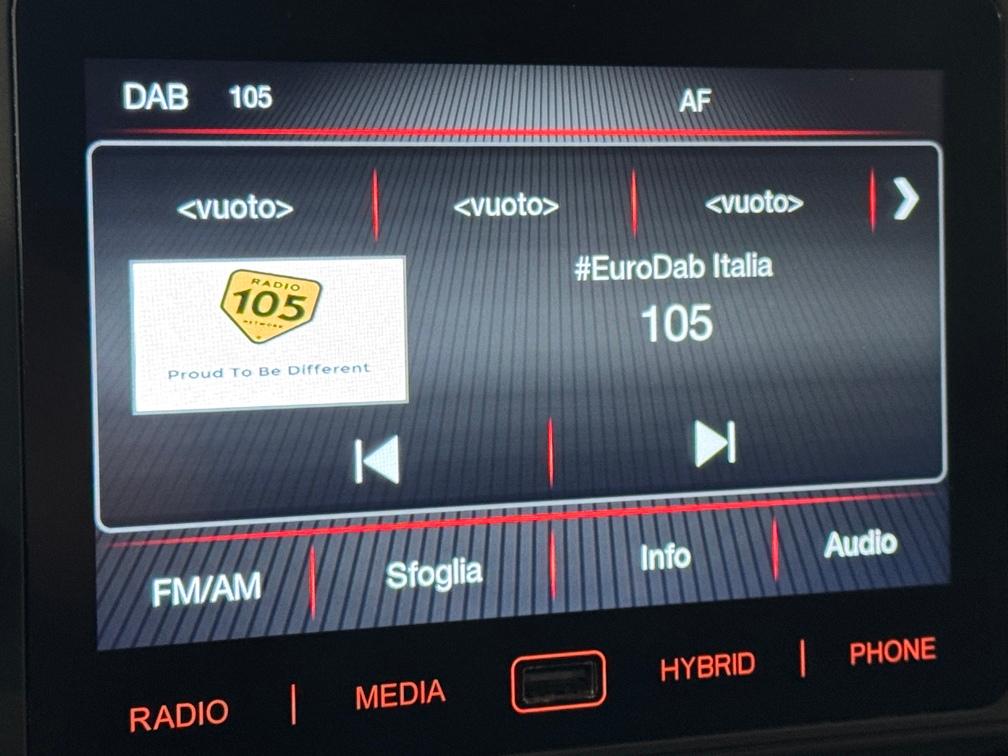 DAB 105 AF
<vuoto> <vuoto> <vuoto>
#EuroDab Italia
105
RADIO
105
NETWORK
Proud To Be Different
FM/AM Sfoglia Info Audio
RADIO MEDIA HYBRID PHONE